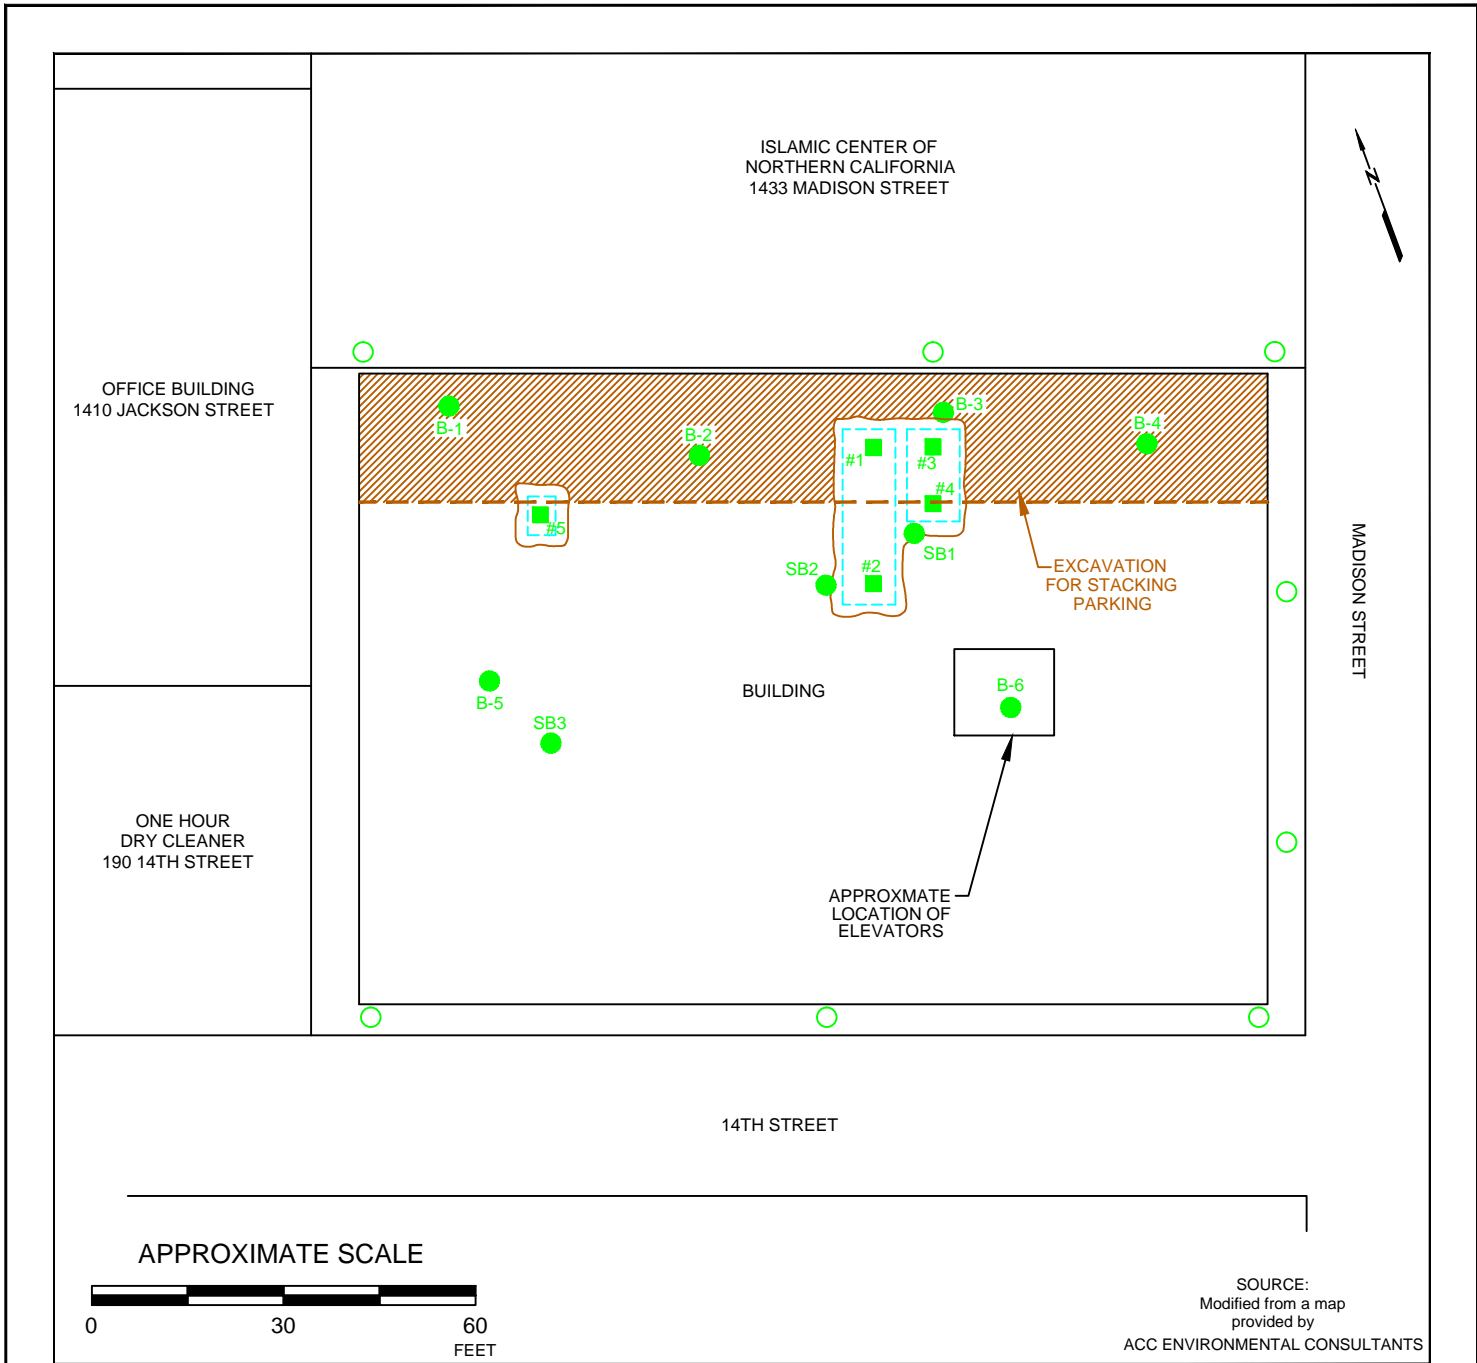 ISLAMIC CENTER OF
NORTHERN CALIFORNIA
1433 MADISON STREET
N
OFFICE BUILDING
1410 JACKSON STREET
B-1
B-2
B-3
B-4
#1
#3
#4
#5
SB1
SB2
#2
EXCAVATION
FOR STACKING
PARKING
MADISON STREET
B-5
SB3
BUILDING
B-6
ONE HOUR
DRY CLEANER
190 14TH STREET
APPROXMATE
LOCATION OF
ELEVATORS
14TH STREET
APPROXIMATE SCALE
0 30 60
FEET
SOURCE:
Modified from a map
provided by
ACC ENVIRONMENTAL CONSULTANTS